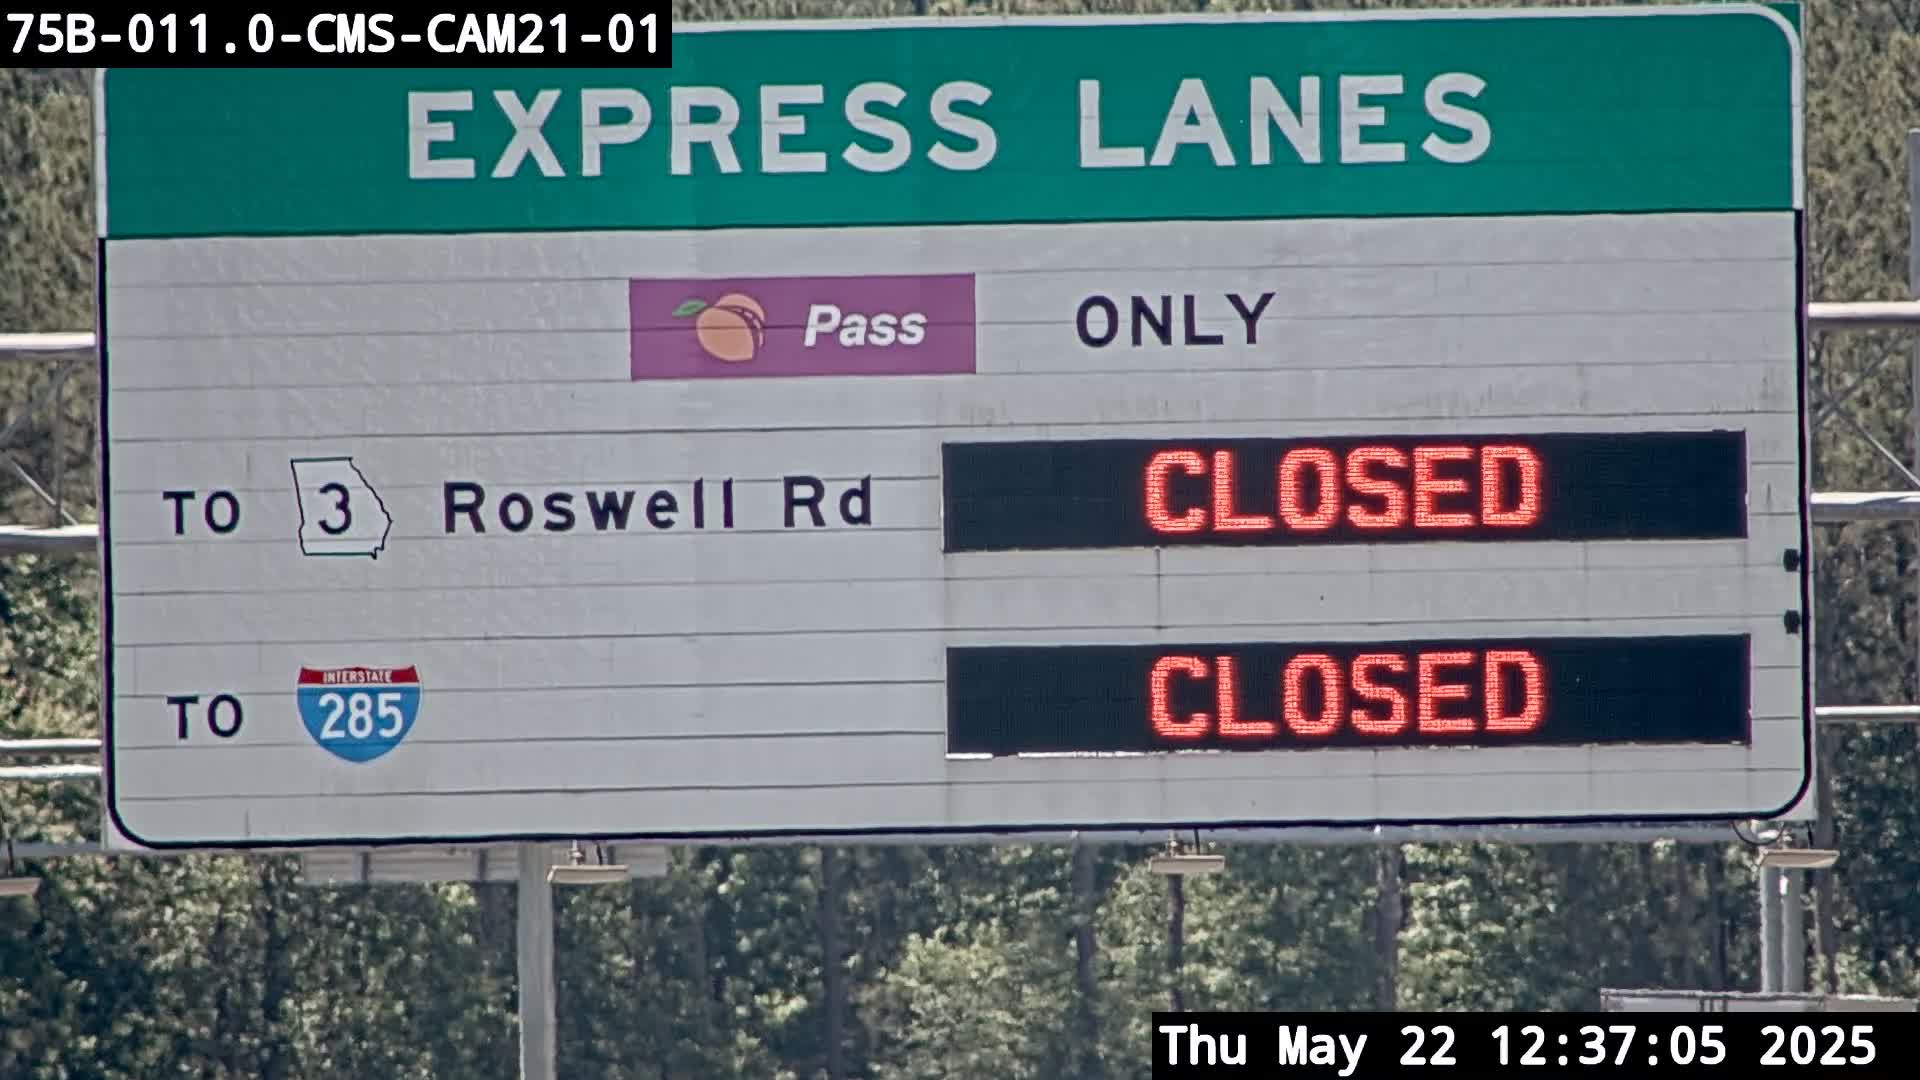 75B-011.0-CMS-CAM21-01
EXPRESS LANES
Pass ONLY
TO 3 Roswell Rd CLOSED
INTERSTATE
TO 285 CLOSED
Thu May 22 12:37:05 2025